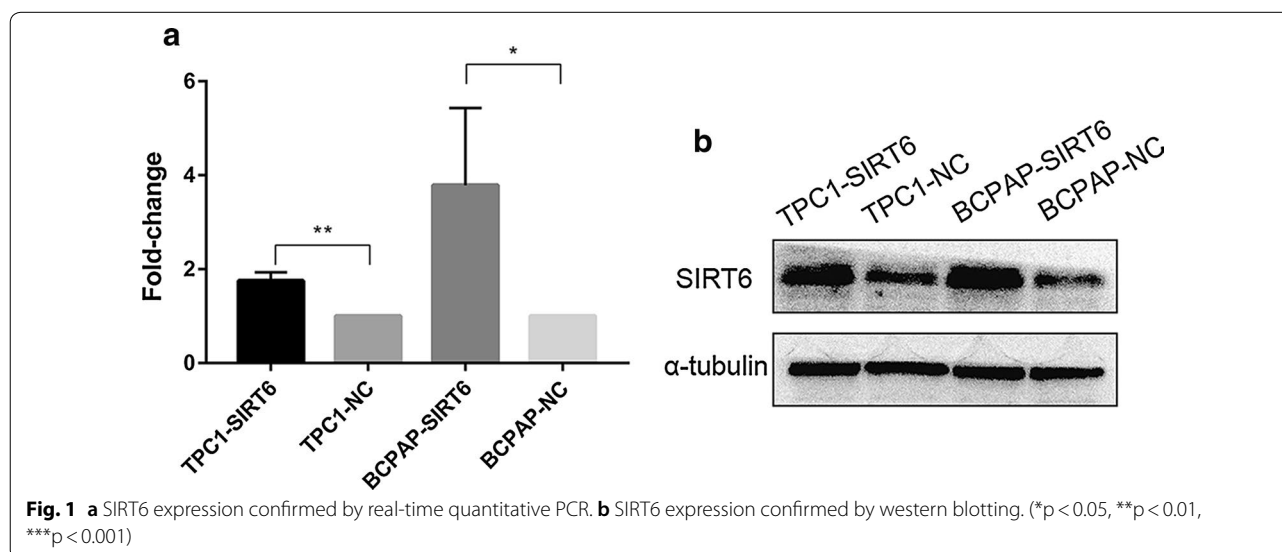 a
*
6
4
2
0
Fold-change
**
TPC1-SIRT6
TPC1-NC
BCPAP-SIRT6
BCPAP-NC
b
TPC1-SIRT6
TPC1-NC
BCPAP-SIRT6
BCPAP-NC
SIRT6
α-tubulin
Fig. 1 a SIRT6 expression confirmed by real-time quantitative PCR. b SIRT6 expression confirmed by western blotting. (*p < 0.05, **p < 0.01,
***p < 0.001)